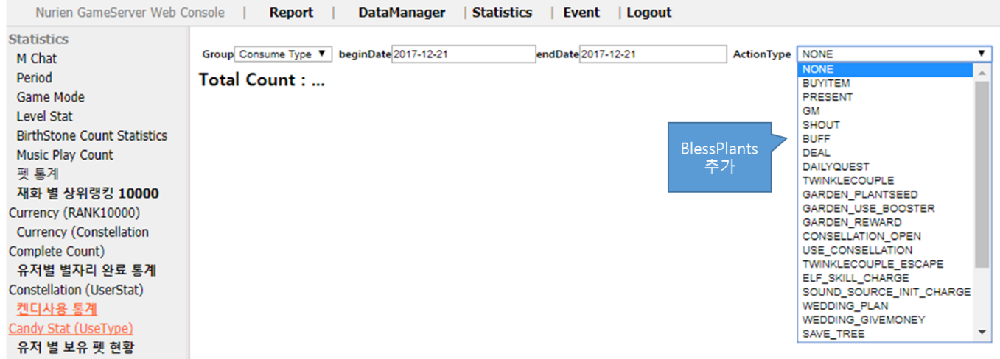 Nurien GameServer Web Console | Report | DataManager | Statistics | Event | Logout
Statistics
M Chat
Period
Game Mode
Level Stat
BirthStone Count Statistics
Music Play Count
펫 통계
재화 별 상위랭킹 10000
Currency (RANK10000)
Currency (Constellation
Complete Count)
유저별 별자리 완료 통계
Constellation (UserStat)
켄디사용 통계
Candy Stat (UseType)
유저 별 보유 펫 현황
Group Consume Type ▼ beginDate 2017-12-21 endDate 2017-12-21 ActionType NONE ▼
Total Count : ...
BlessPlants
추가
NONE
BUYITEM
PRESENT
GM
SHOUT
BUFF
DEAL
DAILYQUEST
TWINKLECOUPLE
GARDEN_PLANTSEED
GARDEN_USE_BOOSTER
GARDEN_REWARD
CONSELLATION_OPEN
USE_CONSELLATION
TWINKLECOUPLE_ESCAPE
ELF_SKILL_CHARGE
SOUND_SOURCE_INIT_CHARGE
WEDDING_PLAN
WEDDING_GIVEMONEY
SAVE_TREE